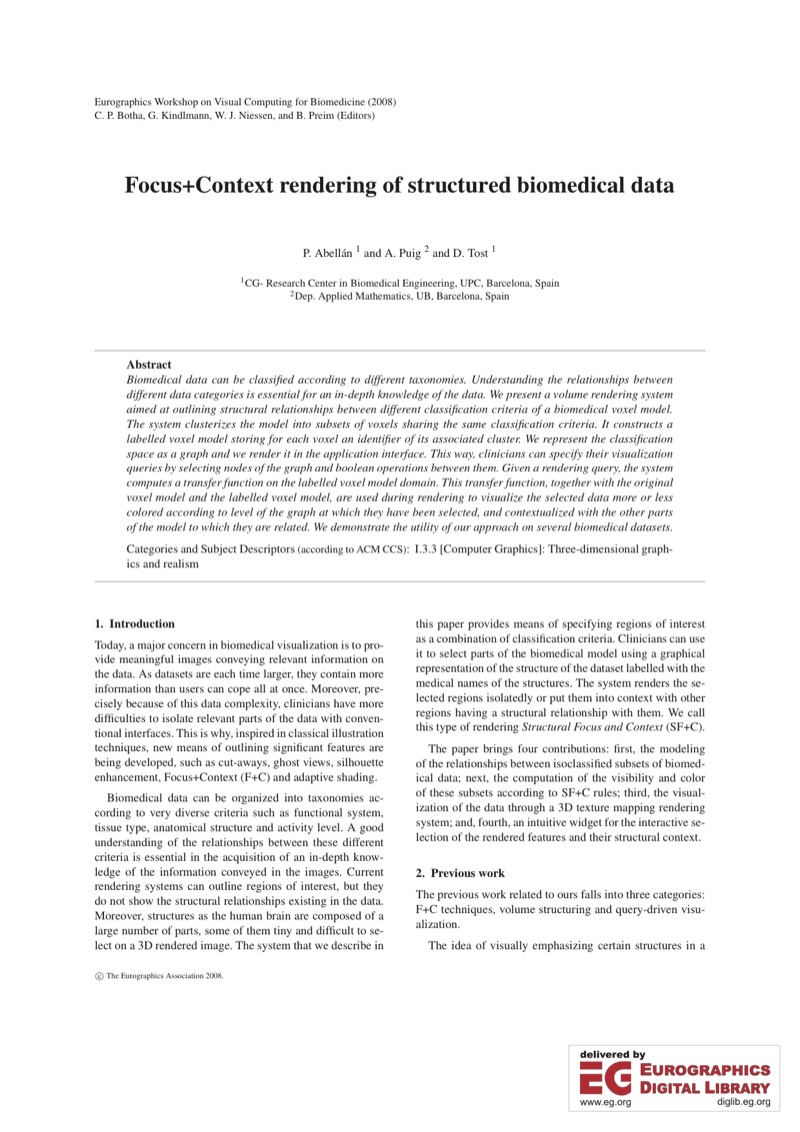 Eurographics Workshop on Visual Computing for Biomedicine (2008)
C. P. Botha, G. Kindlmann, W. J. Niessen, and B. Preim (Editors)
Focus+Context rendering of structured biomedical data
P. Abellán 1 and A. Puig 2 and D. Tost 1
1CG- Research Center in Biomedical Engineering, UPC, Barcelona, Spain
2Dep. Applied Mathematics, UB, Barcelona, Spain
Abstract
Biomedical data can be classified according to different taxonomies. Understanding the relationships between
different data categories is essential for an in-depth knowledge of the data. We present a volume rendering system
aimed at outlining structural relationships between different classification criteria of a biomedical voxel model.
The system clusterizes the model into subsets of voxels sharing the same classification criteria. It constructs a
labelled voxel model storing for each voxel an identifier of its associated cluster. We represent the classification
space as a graph and we render it in the application interface. This way, clinicians can specify their visualization
queries by selecting nodes of the graph and boolean operations between them. Given a rendering query, the system
computes a transfer function on the labelled voxel model domain. This transfer function, together with the original
voxel model and the labelled voxel model, are used during rendering to visualize the selected data more or less
colored according to level of the graph at which they have been selected, and contextualized with the other parts
of the model to which they are related. We demonstrate the utility of our approach on several biomedical datasets.
Categories and Subject Descriptors (according to ACM CCS): I.3.3 [Computer Graphics]: Three-dimensional graph-
ics and realism
1. Introduction
Today, a major concern in biomedical visualization is to pro-
vide meaningful images conveying relevant information on
the data. As datasets are each time larger, they contain more
information than users can cope all at once. Moreover, pre-
cisely because of this data complexity, clinicians have more
difficulties to isolate relevant parts of the data with conven-
tional interfaces. This is why, inspired in classical illustration
techniques, new means of outlining significant features are
being developed, such as cut-aways, ghost views, silhouette
enhancement, Focus+Context (F+C) and adaptive shading.
Biomedical data can be organized into taxonomies ac-
cording to very diverse criteria such as functional system,
tissue type, anatomical structure and activity level. A good
understanding of the relationships between these different
criteria is essential in the acquisition of an in-depth know-
ledge of the information conveyed in the images. Current
rendering systems can outline regions of interest, but they
do not show the structural relationships existing in the data.
Moreover, structures as the human brain are composed of a
large number of parts, some of them tiny and difficult to se-
lect on a 3D rendered image. The system that we describe in
this paper provides means of specifying regions of interest
as a combination of classification criteria. Clinicians can use
it to select parts of the biomedical model using a graphical
representation of the structure of the dataset labelled with the
medical names of the structures. The system renders the se-
lected regions isolatedly or put them into context with other
regions having a structural relationship with them. We call
this type of rendering Structural Focus and Context (SF+C).
The paper brings four contributions: first, the modeling
of the relationships between isoclassified subsets of biomed-
ical data; next, the computation of the visibility and color
of these subsets according to SF+C rules; third, the visual-
ization of the data through a 3D texture mapping rendering
system; and, fourth, an intuitive widget for the interactive se-
lection of the rendered features and their structural context.
2. Previous work
The previous work related to ours falls into three categories:
F+C techniques, volume structuring and query-driven visu-
alization.
The idea of visually emphasizing certain structures in a
© The Eurographics Association 2008.
delivered by
EG EUROGRAPHICS
DIGITAL LIBRARY
www.eg.org diglib.eg.org